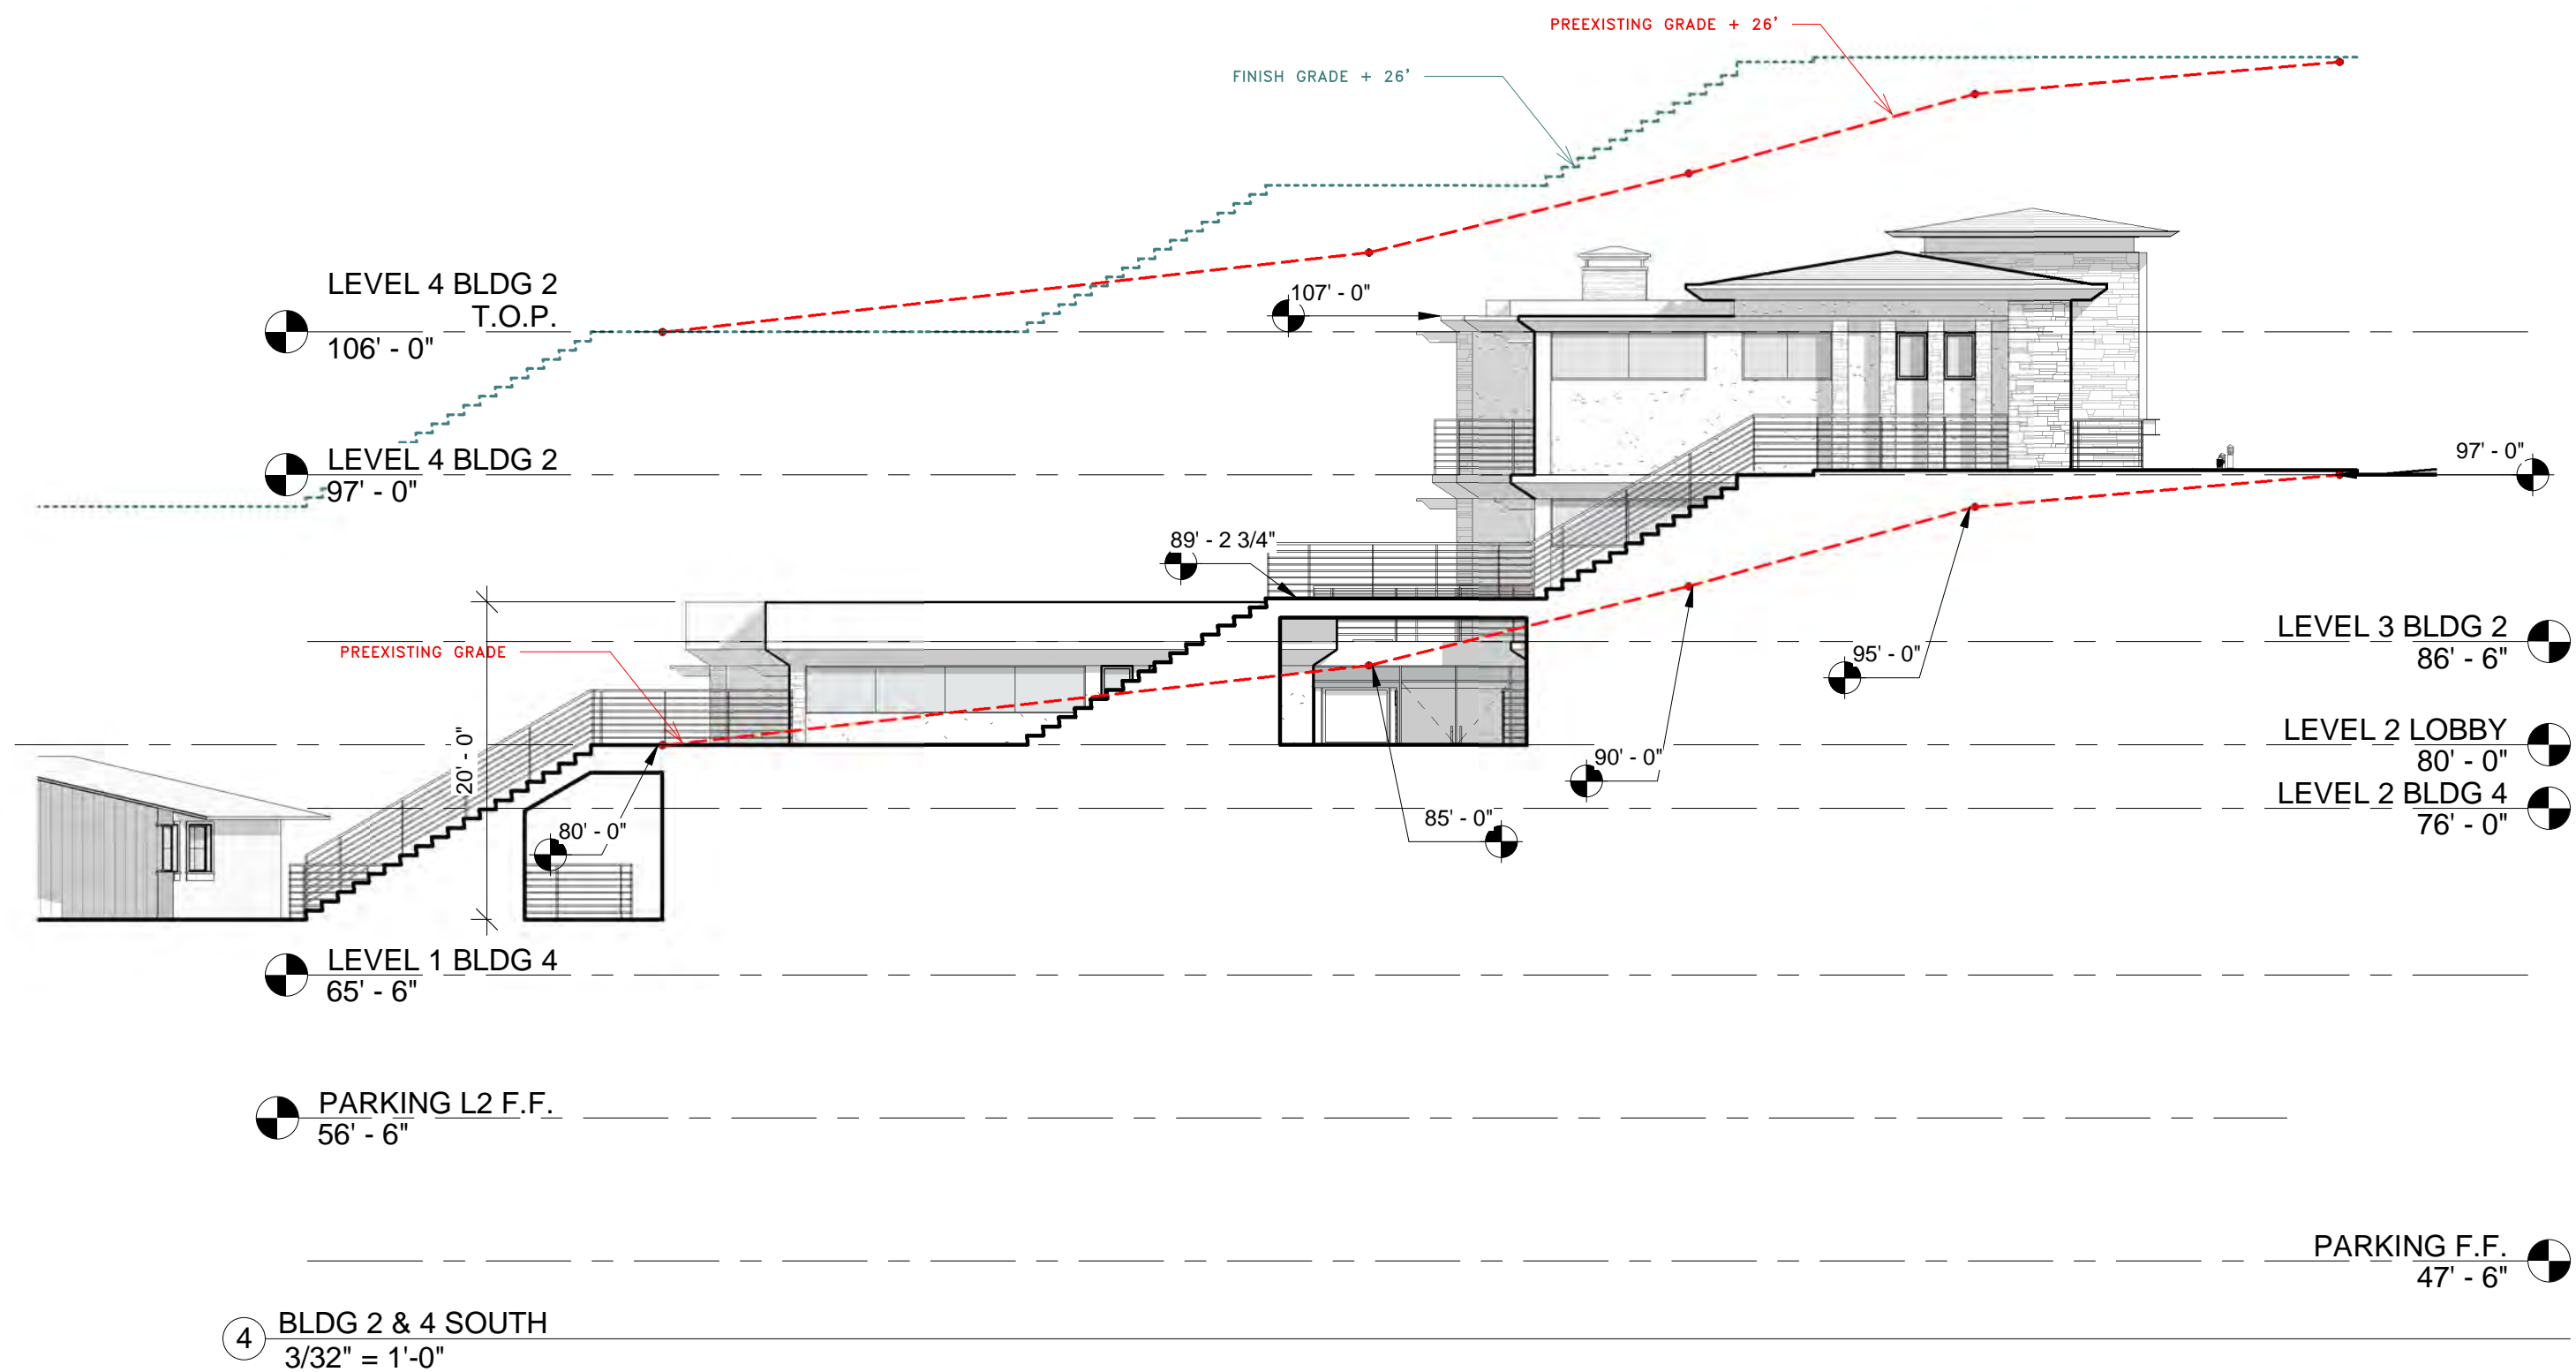 PREEXISTING GRADE + 26'
FINISH GRADE + 26'
LEVEL 4 BLDG 2
T.O.P.
106' - 0"
107' - 0"
LEVEL 4 BLDG 2
97' - 0"
97' - 0"
89' - 2 3/4"
PREEXISTING GRADE
LEVEL 3 BLDG 2
86' - 6"
95' - 0"
20' - 0"
LEVEL 2 LOBBY
80' - 0"
90' - 0"
LEVEL 2 BLDG 4
76' - 0"
85' - 0"
80' - 0"
LEVEL 1 BLDG 4
65' - 6"
PARKING L2 F.F.
56' - 6"
PARKING F.F.
47' - 6"
4
BLDG 2 & 4 SOUTH
3/32" = 1'-0"